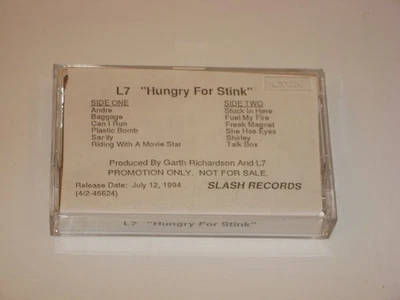 L7 "Hungry For Stink"
SIDE ONE SIDE TWO
Andre Stuck In Here
Baggage Fuel My Fire
Can I Run Freak Magnet
Plastic Bomb She Has Eyes
Sanity Shirley
Riding With A Movie Star Talk Box
Produced By Garth Richardson And L7
PROMOTION ONLY. NOT FOR SALE.
Release Date: July 12, 1994 SLASH RECORDS
(4/2-45624)
L7 "Hungry For Stink"